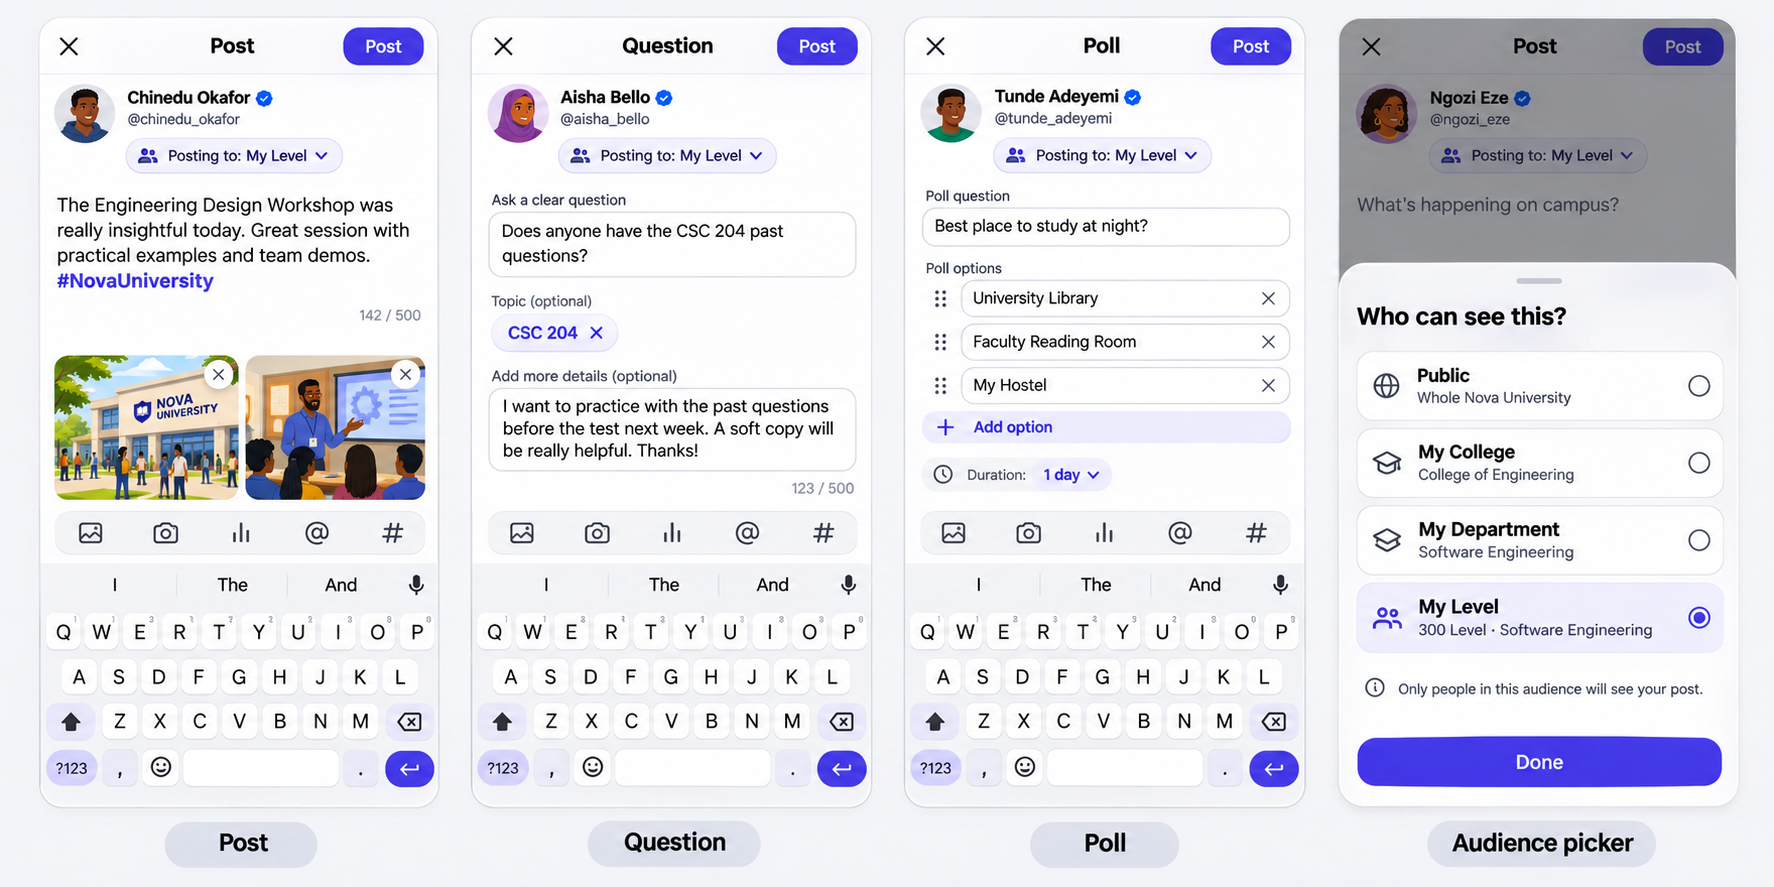 Post
Post
Chinedu Okafor
@chinedu_okafor
Posting to: My Level
The Engineering Design Workshop was
really insightful today. Great session with
practical examples and team demos.
#NovaUniversity
142 / 500
NOVA
UNIVERSITY
@ #
I The And
Q W E R T Y U I O P
A S D F G H J K L
Z X C V B N M
?123 , .
Post
Question
Post
Aisha Bello
@aisha_bello
Posting to: My Level
Ask a clear question
Does anyone have the CSC 204 past
questions?
Topic (optional)
CSC 204
Add more details (optional)
I want to practice with the past questions
before the test next week. A soft copy will
be really helpful. Thanks!
123 / 500
@ #
I The And
Q W E R T Y U I O P
A S D F G H J K L
Z X C V B N M
?123 , .
Question
Poll
Post
Tunde Adeyemi
@tunde_adeyemi
Posting to: My Level
Poll question
Best place to study at night?
Poll options
University Library
Faculty Reading Room
My Hostel
+ Add option
Duration: 1 day
@ #
I The And
Q W E R T Y U I O P
A S D F G H J K L
Z X C V B N M
?123 , .
Poll
Post
Post
Ngozi Eze
@ngozi_eze
Posting to: My Level
What's happening on campus?
Who can see this?
Public
Whole Nova University
My College
College of Engineering
My Department
Software Engineering
My Level
300 Level · Software Engineering
Only people in this audience will see your post.
Done
Audience picker